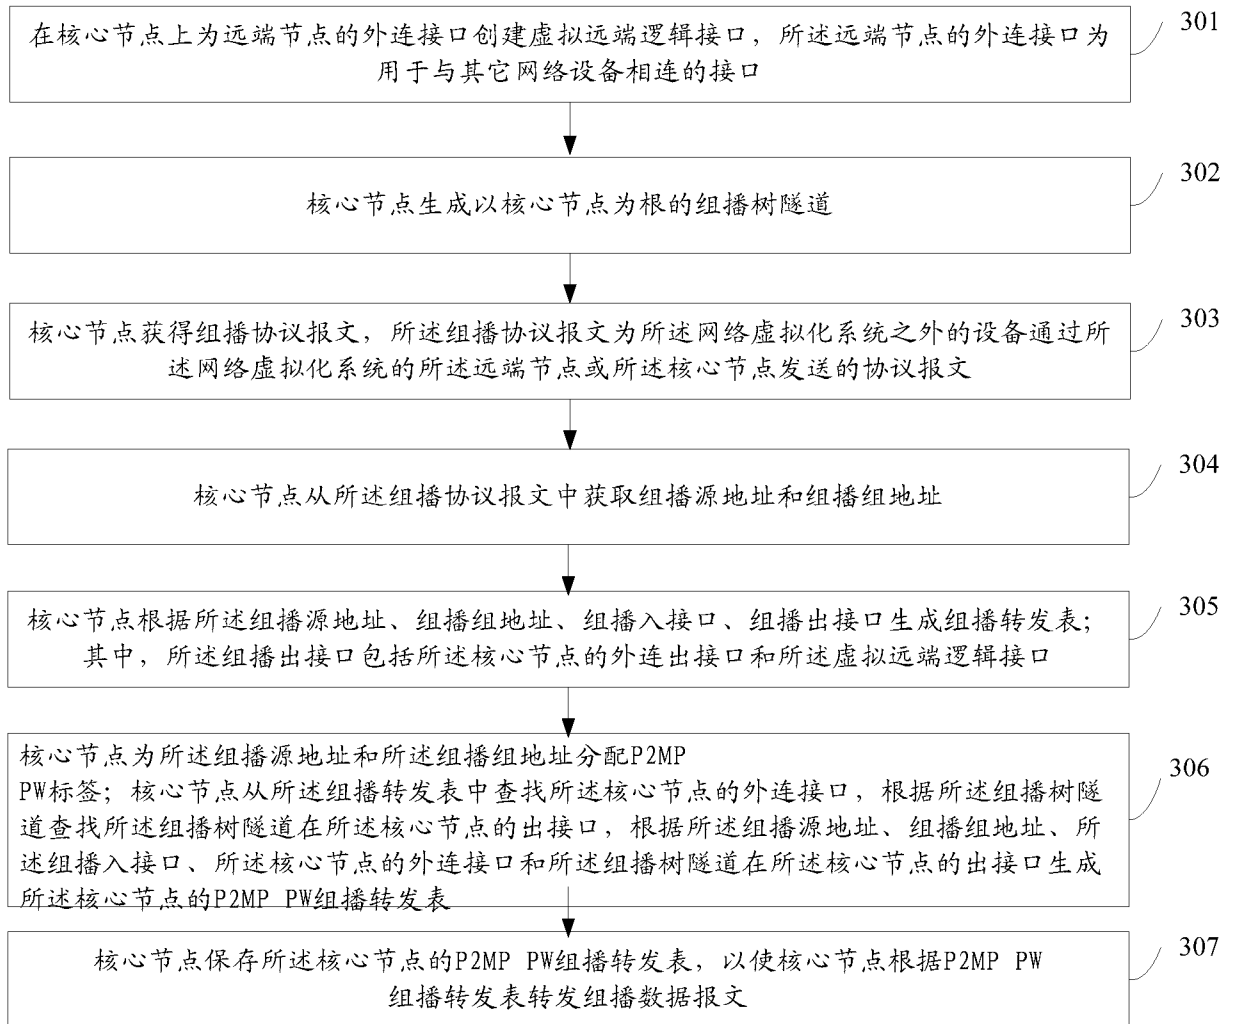 在核心节点上为远端节点的外连接口创建虚拟远端逻辑接口，所述远端节点的外连接口为
用于与其它网络设备相连的接口
301
核心节点生成以核心节点为根的组播树隧道
302
核心节点获得组播协议报文，所述组播协议报文为所述网络虚拟化系统之外的设备通过所
述网络虚拟化系统的所述远端节点或所述核心节点发送的协议报文
303
核心节点从所述组播协议报文中获取组播源地址和组播组地址
304
核心节点根据所述组播源地址、组播组地址、组播入接口、组播出接口生成组播转发表；
其中，所述组播出接口包括所述核心节点的外连出接口和所述虚拟远端逻辑接口
305
核心节点为所述组播源地址和所述组播组地址分配P2MP
PW标签；核心节点从所述组播转发表中查找所述核心节点的外连接口，根据所述组播树隧
道查找所述组播树隧道在所述核心节点的出接口，根据所述组播源地址、组播组地址、所
述组播入接口、所述核心节点的外连接口和所述组播树隧道在所述核心节点的出接口生成
所述核心节点的P2MP PW组播转发表
306
核心节点保存所述核心节点的P2MP PW组播转发表，以使核心节点根据P2MP PW
组播转发表转发组播数据报文
307